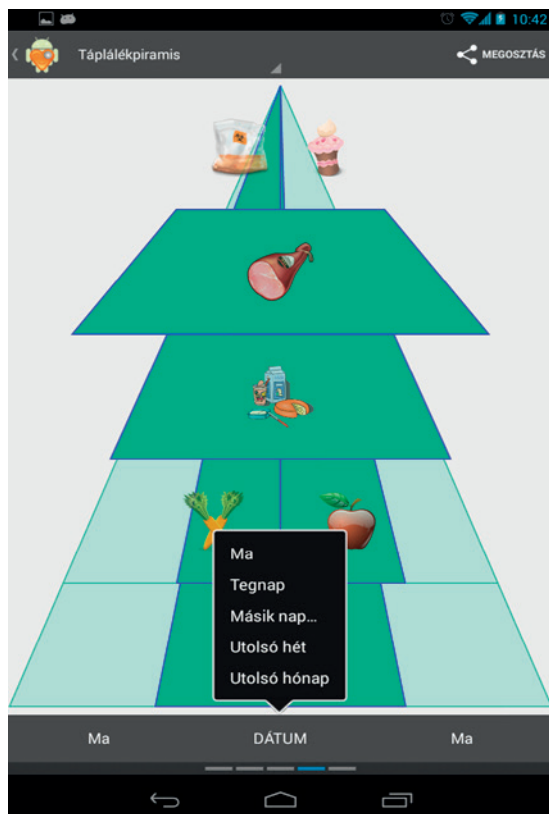 10:42
Táplálékpiramis
MEGOSZTÁS
Ma
Tegnap
Másik nap...
Utolsó hét
Utolsó hónap
Ma DÁTUM Ma